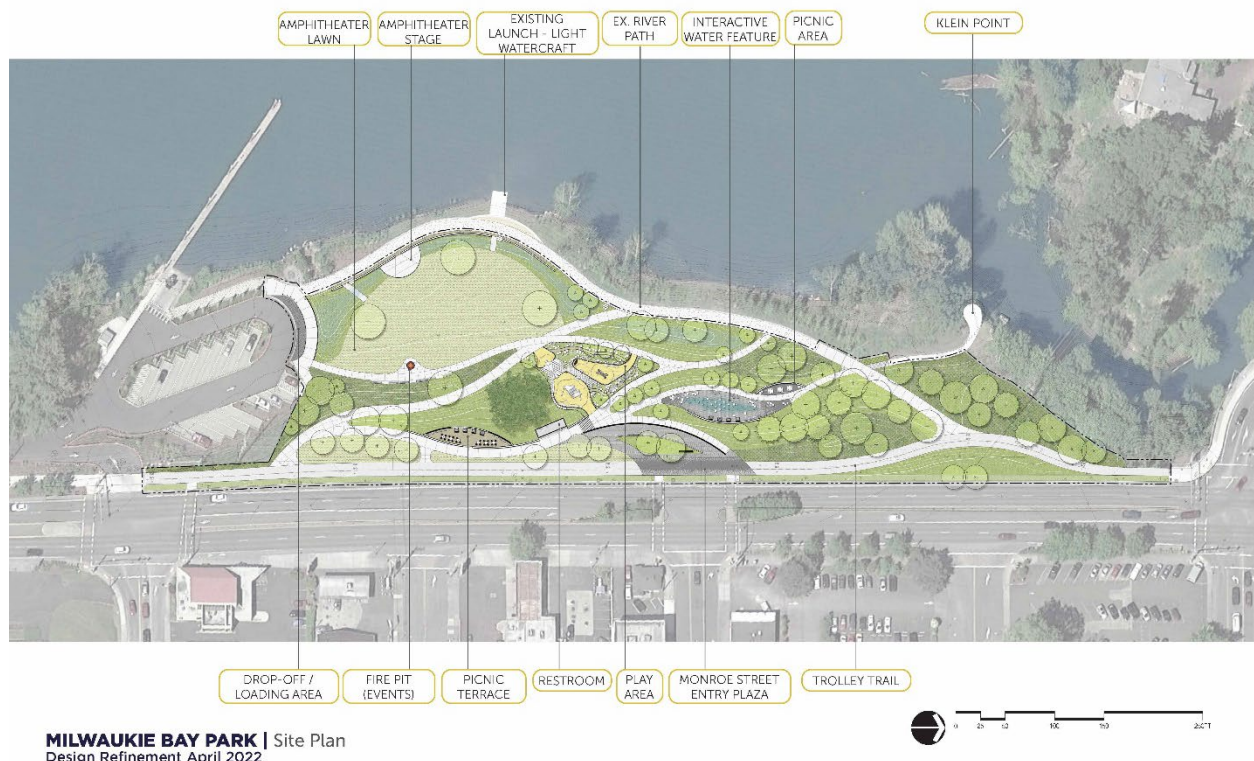 AMPHITHEATER
LAWN
AMPHITHEATER
STAGE
EXISTING
LAUNCH - LIGHT
WATERCRAFT
EX. RIVER
PATH
INTERACTIVE
WATER FEATURE
PICNIC
AREA
KLEIN POINT
DROP-OFF /
LOADING AREA
FIRE PIT
(EVENTS)
PICNIC
TERRACE
RESTROOM
PLAY
AREA
MONROE STREET
ENTRY PLAZA
TROLLEY TRAIL
MILWAUKIE BAY PARK | Site Plan
Design Refinement April 2022